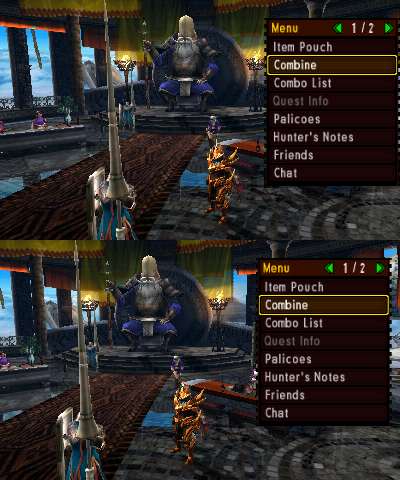 Menu 1/2
Item Pouch
Combine
Combo List
Quest Info
Palicoes
Hunter's Notes
Friends
Chat
Menu 1/2
Item Pouch
Combine
Combo List
Quest Info
Palicoes
Hunter's Notes
Friends
Chat